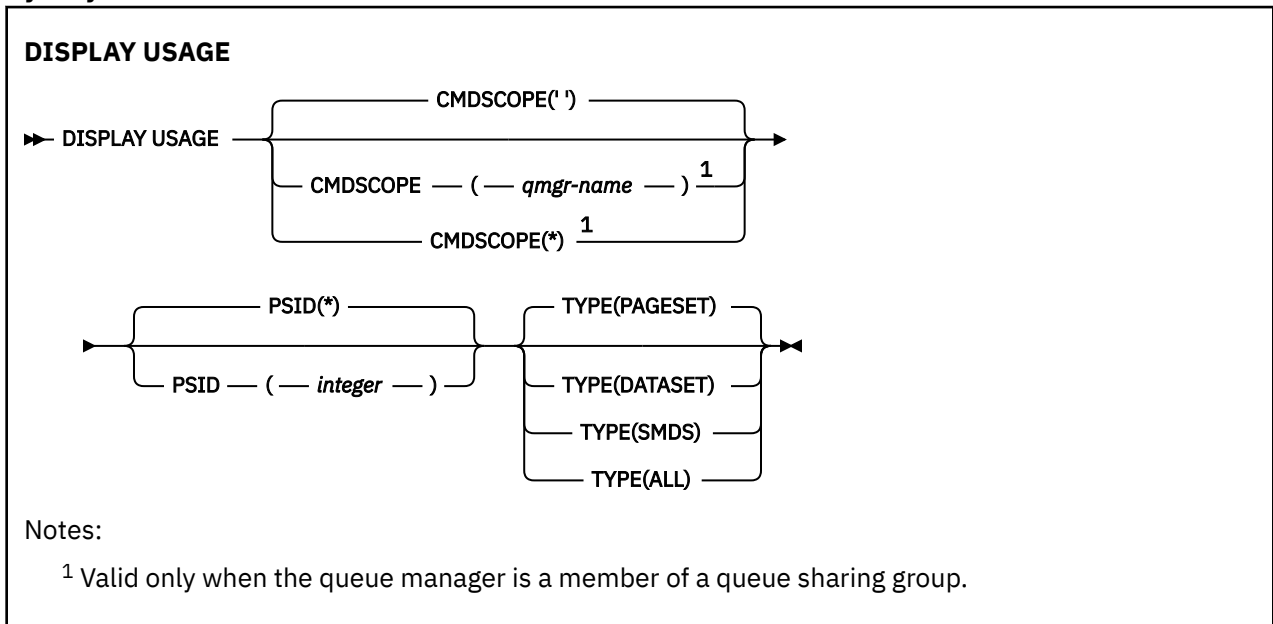 DISPLAY USAGE
CMDSCOPE(' ')
DISPLAY USAGE
CMDSCOPE ( qmgr-name ) 1
CMDSCOPE(*) 1
PSID(*) TYPE(PAGESET)
PSID ( integer ) TYPE(DATASET)
TYPE(SMDS)
TYPE(ALL)
Notes:
1 Valid only when the queue manager is a member of a queue sharing group.